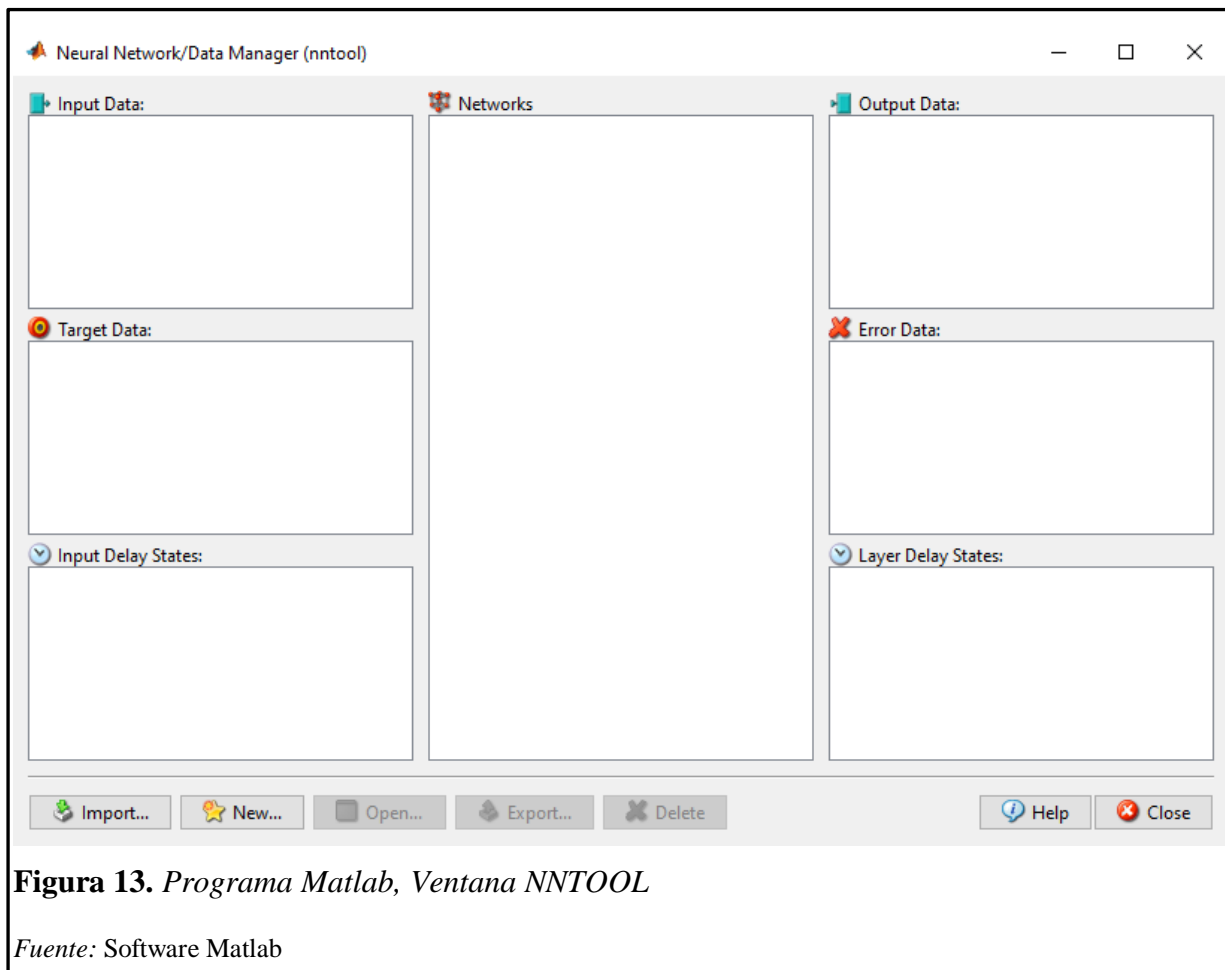 Neural Network/Data Manager (nntool)
Input Data:
Networks
Output Data:
Target Data:
Error Data:
Input Delay States:
Layer Delay States:
Import...
New...
Open...
Export...
Delete
Help
Close
Figura 13. Programa Matlab, Ventana NNTOOL
Fuente: Software Matlab